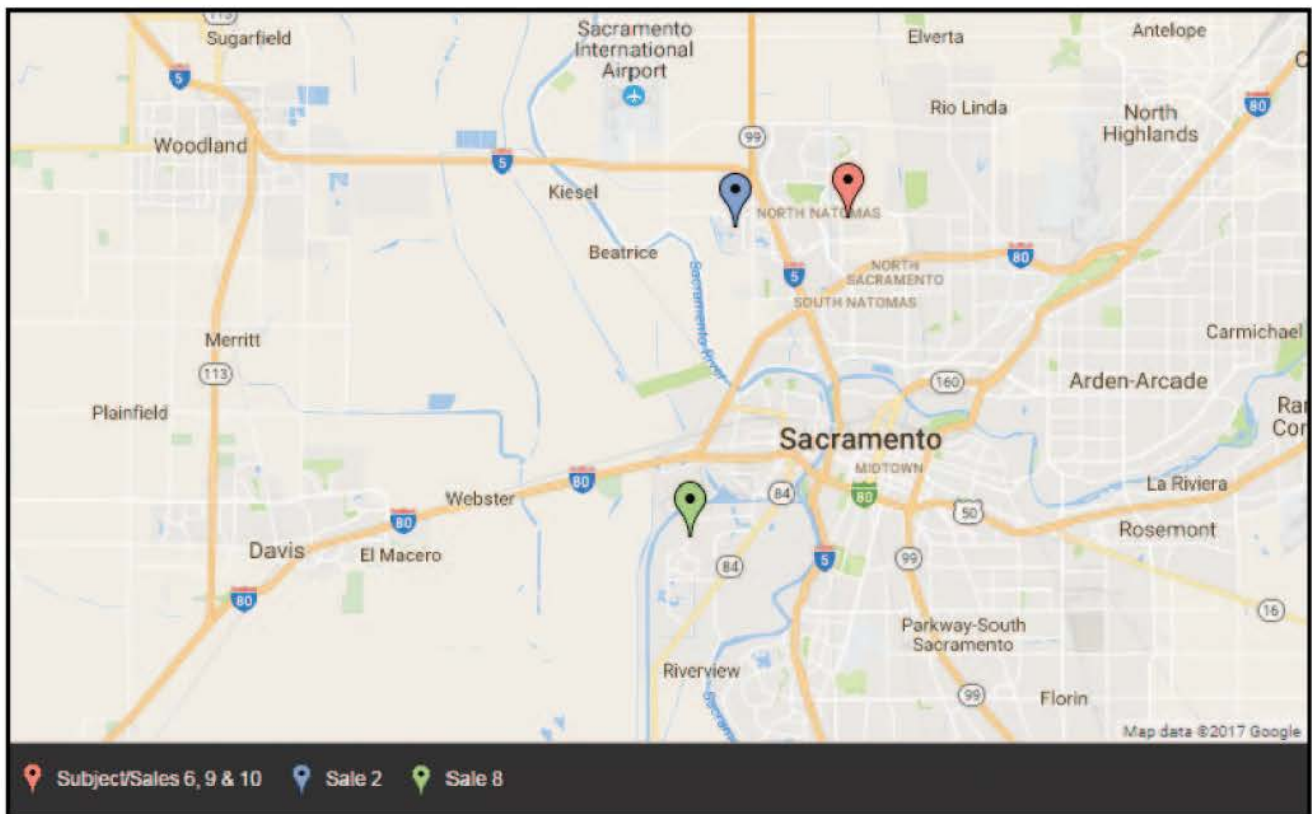 113
Sugarfield
Sacramento
International
Airport
Elverta
Antelope
5
Rio Linda
80
North
Highlands
99
Woodland
5
Kiesel
NORTH NATOMAS
Beatrice
80
NORTH
SACRAMENTO
5
SOUTH NATOMAS
Sacramento River
Merritt
Carmichael
113
160
Arden-Arcade
Plainfield
Sacramento
MIDTOWN
80
Webster
84
80
La Riviera
50
Rosemont
80
Davis
El Macero
84
5
99
80
16
Parkway-South
Sacramento
Riverview
99
Florin
Map data ©2017 Google
Subject/Sales 6, 9 & 10
Sale 2
Sale 8